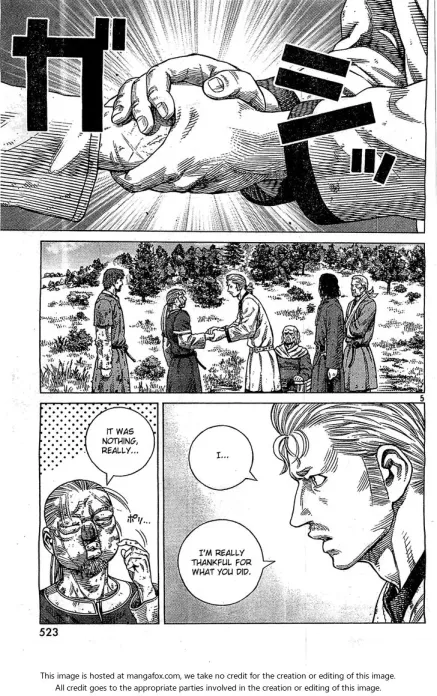 ガ
ニッ
5
I...
I'M REALLY
THANKFUL FOR
WHAT YOU DID.
IT WAS
NOTHING,
REALLY...
ポリ...
523
This image is hosted at mangafox.com, we take no credit for the creation or editing of this image.
All credit goes to the appropriate parties involved in the creation or editing of this image.